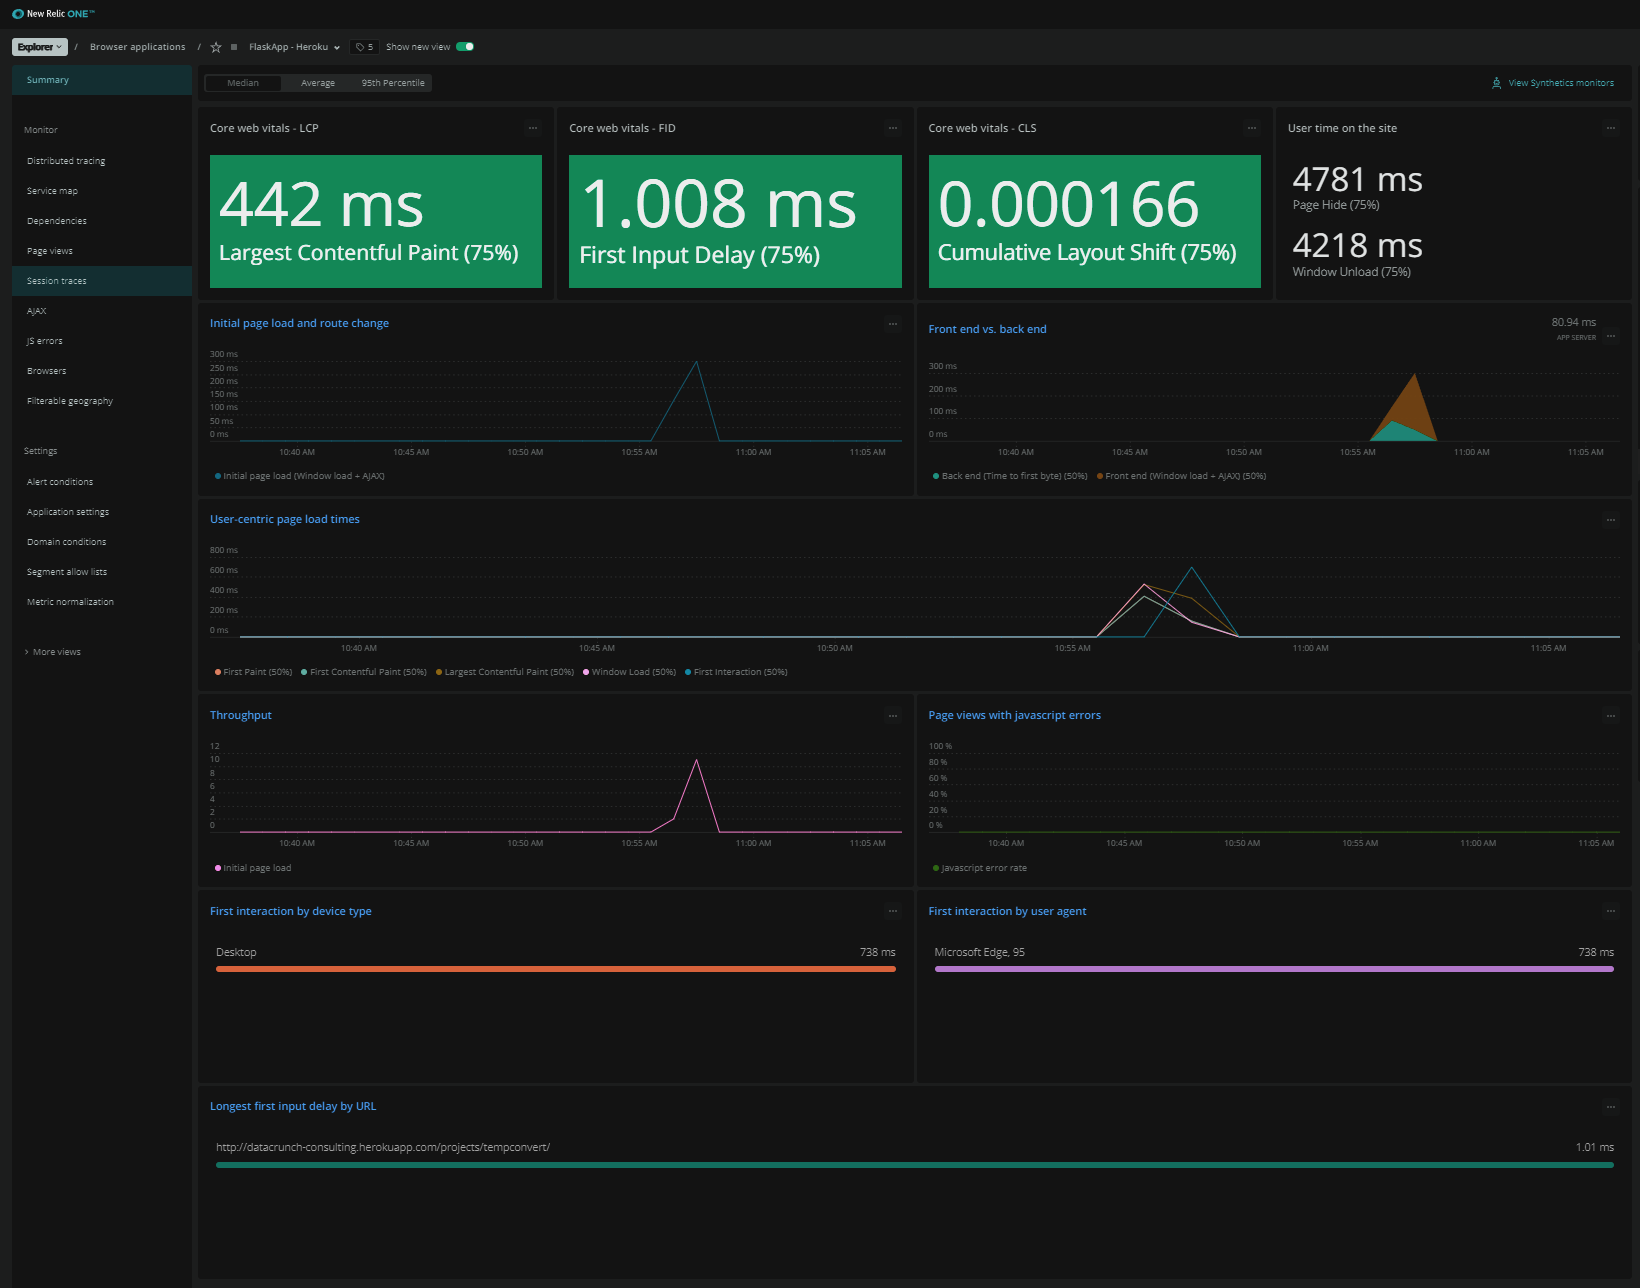 New Relic ONE™
Explorer / Browser applications / FlaskApp - Heroku 5 Show new view
Summary
Monitor
Distributed tracing
Service map
Dependencies
Page views
Session traces
AJAX
JS errors
Browsers
Filterable geography
Settings
Alert conditions
Application settings
Domain conditions
Segment allow lists
Metric normalization
More views
Median Average 95th Percentile
View Synthetics monitors
Core web vitals - LCP
442 ms
Largest Contentful Paint (75%)
Core web vitals - FID
1.008 ms
First Input Delay (75%)
Core web vitals - CLS
0.000166
Cumulative Layout Shift (75%)
User time on the site
4781 ms
Page Hide (75%)
4218 ms
Window Unload (75%)
Initial page load and route change
300 ms
250 ms
200 ms
150 ms
100 ms
50 ms
0 ms
10:40 AM 10:45 AM 10:50 AM 10:55 AM 11:00 AM 11:05 AM
Initial page load (Window load + AJAX)
Front end vs. back end
80.94 ms
APP SERVER
300 ms
200 ms
100 ms
0 ms
10:40 AM 10:45 AM 10:50 AM 10:55 AM 11:00 AM 11:05 AM
Back end (Time to first byte) (50%) Front end (Window load + AJAX) (50%)
User-centric page load times
800 ms
600 ms
400 ms
200 ms
0 ms
10:40 AM 10:45 AM 10:50 AM 10:55 AM 11:00 AM 11:05 AM
First Paint (50%) First Contentful Paint (50%) Largest Contentful Paint (50%) Window Load (50%) First Interaction (50%)
Throughput
12
10
8
6
4
2
0
10:40 AM 10:45 AM 10:50 AM 10:55 AM 11:00 AM 11:05 AM
Initial page load
Page views with javascript errors
100 %
80 %
60 %
40 %
20 %
0 %
10:40 AM 10:45 AM 10:50 AM 10:55 AM 11:00 AM 11:05 AM
Javascript error rate
First interaction by device type
Desktop 738 ms
First interaction by user agent
Microsoft Edge, 95 738 ms
Longest first input delay by URL
http://datacrunch-consulting.herokuapp.com/projects/tempconvert/ 1.01 ms